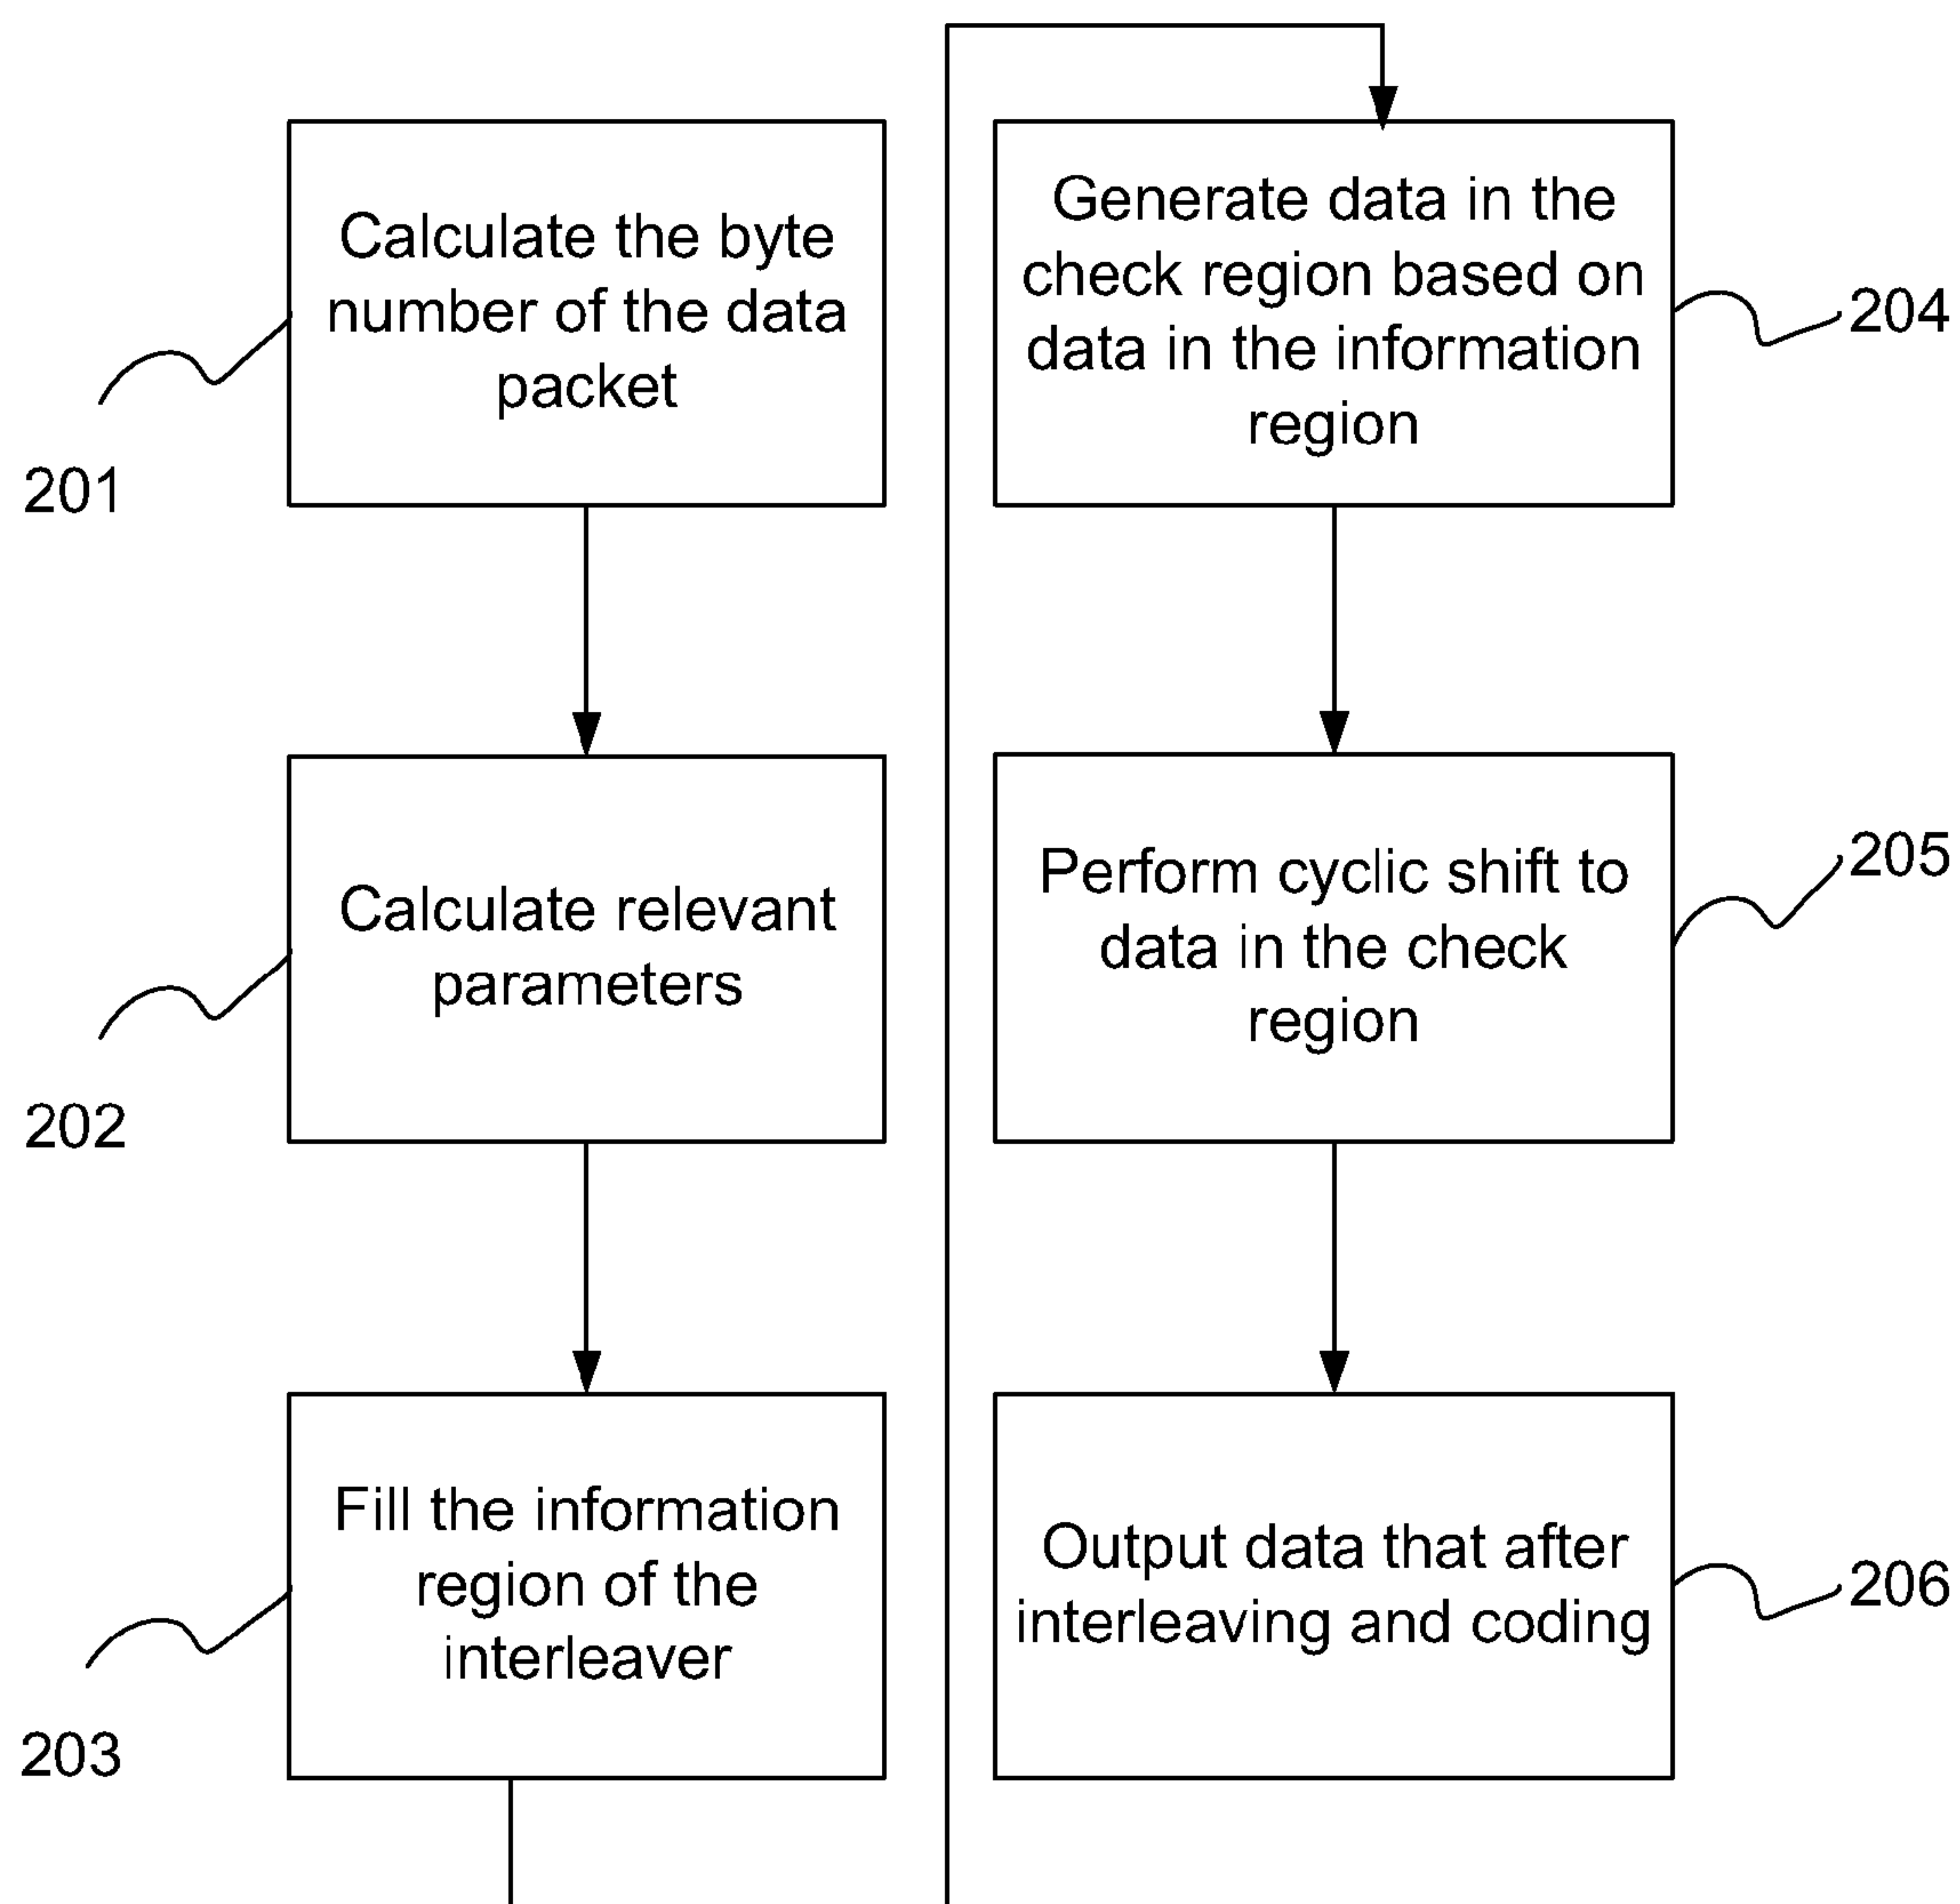 Calculate the byte
number of the data
packet
201
Calculate relevant
parameters
202
Fill the information
region of the
interleaver
203
Generate data in the
check region based on
data in the information
region
204
Perform cyclic shift to
data in the check
region
205
Output data that after
interleaving and coding
206